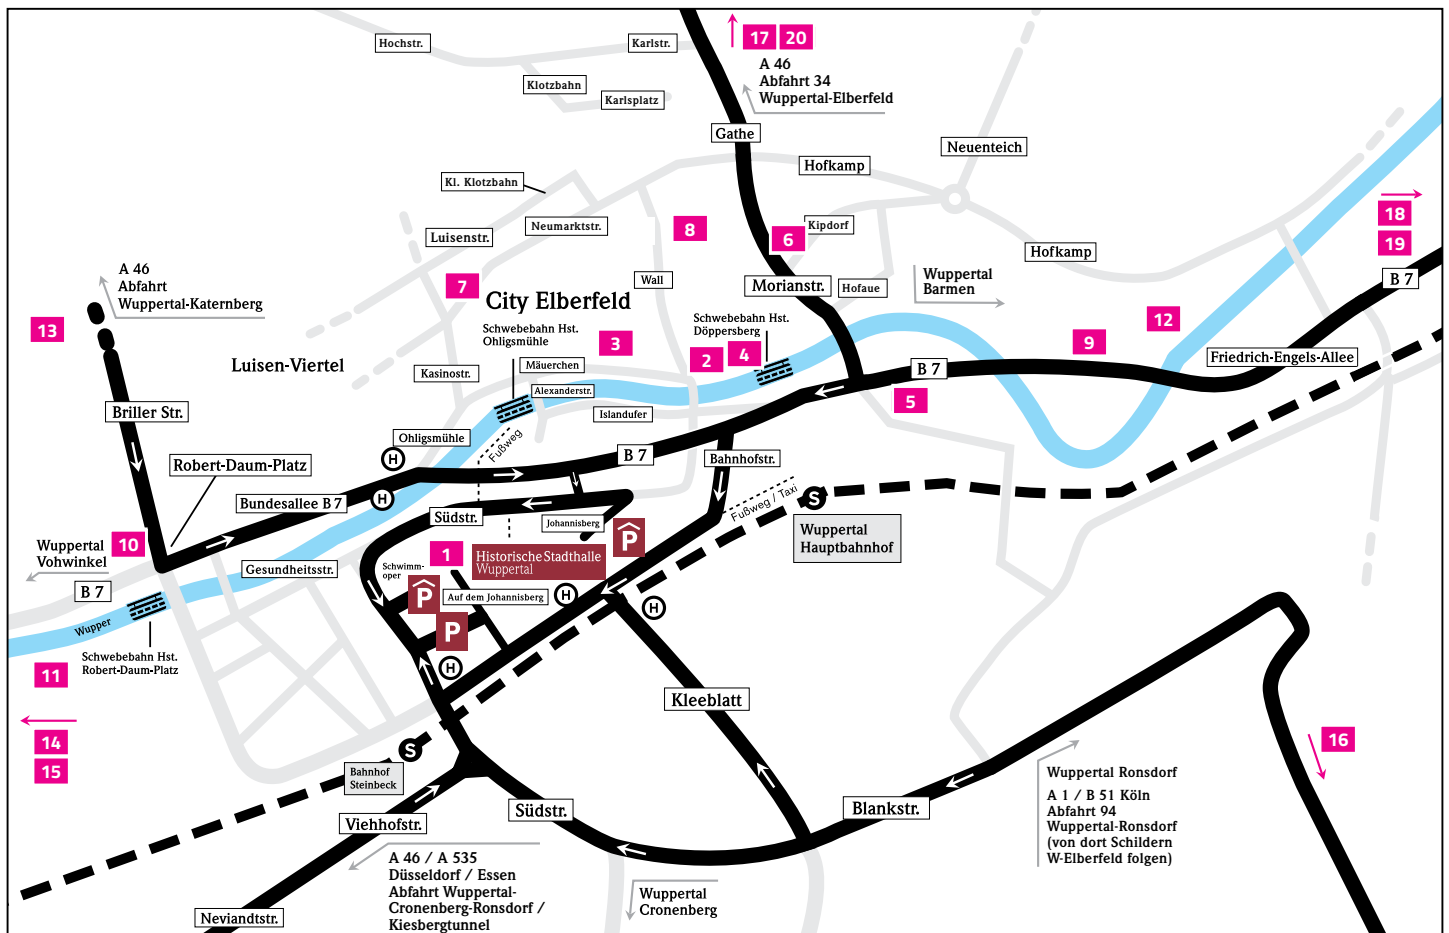 Hochstr.
Karlstr.
17
20
A 46
Abfahrt 34
Wuppertal-Elberfeld
Klotzbahn
Karlsplatz
Gathe
Neuenteich
Hofkamp
Kl. Klotzbahn
Neumarktstr.
Luisenstr.
8
6
Kipdorf
18
19
Hofkamp
B 7
A 46
Abfahrt
Wuppertal-Katernberg
7
City Elberfeld
Wall
Morianstr.
Hofaue
Wuppertal
Barmen
13
Schwebebahn Hst.
Ohligsmühle
3
Schwebebahn Hst.
Döppersberg
2
4
12
9
Friedrich-Engels-Allee
Luisen-Viertel
Kasinostr.
Mäuerchen
Alexanderstr.
B 7
5
Briller Str.
Islandufer
Ohligsmühle
H
Fußweg
B 7
Bahnhofstr.
Robert-Daum-Platz
Bundesallee B 7
H
Südstr.
Johannisberg
Fußweg / Taxi
S
Wuppertal
Hauptbahnhof
10
Wuppertal
Vohwinkel
B 7
Gesundheitsstr.
1
Historische Stadthalle
Wuppertal
P
Schwimm-
oper
P
Auf dem Johannisberg
H
H
P
H
Wupper
Schwebebahn Hst.
Robert-Daum-Platz
11
14
15
Kleeblatt
S
Bahnhof
Steinbeck
16
Wuppertal Ronsdorf
A 1 / B 51 Köln
Abfahrt 94
Wuppertal-Ronsdorf
(von dort Schildern
W-Elberfeld folgen)
Südstr.
Blankstr.
Viehhofstr.
A 46 / A 535
Düsseldorf / Essen
Abfahrt Wuppertal-
Cronenberg-Ronsdorf /
Kiesbergtunnel
Wuppertal
Cronenberg
Neviandtstr.